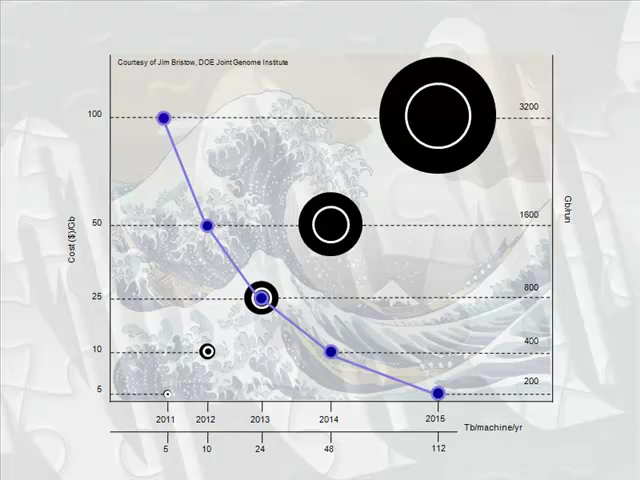 Courtesy of Jim Bristow, DOE Joint Genome Institute
100
3200
50
1600
25
800
10
400
5
200
Cost ($)/Gb
Gb/run
2011 2012 2013 2014 2015
Tb/machine/yr
5 10 24 48 112